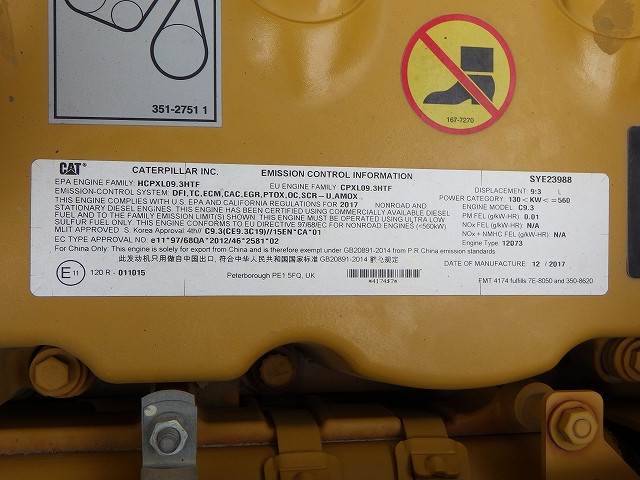 351-2751 1
167-7270
CAT CATERPILLAR INC. EMISSION CONTROL INFORMATION SYE23988
EPA ENGINE FAMILY: HCPXL09.3HTF EU ENGINE FAMILY: CPXL09.3HTF
EMISSION-CONTROL SYSTEM: DFI,TC,ECM,CAC,EGR,PTOX,OC,SCR-U,AMOX
THIS ENGINE COMPLIES WITH U.S. EPA AND CALIFORNIA REGULATIONS FOR 2017 NONROAD AND
STATIONARY DIESEL ENGINES. THIS ENGINE HAS BEEN CERTIFIED USING COMMERCIALLY AVAILABLE DIESEL
FUEL AND TO THE FAMILY EMISSION LIMIT(S) SHOWN. THIS ENGINE MUST BE OPERATED USING ULTRA LOW
SULFUR FUEL ONLY. THIS ENGINE CONFORMS TO DIRECTIVE 97/68/EC FOR NONROAD ENGINES (<560kW)
MLIT APPROVED S. Korea Approval 4th// C9.3(CE9.3C19)//15EN*CA*01
EC TYPE APPROVAL NO. e11*97/68QA*2012/46*2581*02
For China Only: This engine is solely for export from China and is therefore exempt under GB20891-2014 from P.R.China emission standards
DISPLACEMENT: 9:3 L
POWER CATEGORY: 130<KW<=560
ENGINE MODEL: C9.3
PM FEL (g/kW-HR): 0.01
NOx FEL (g/kW-HR): N/A
NOx + NMHC FEL (g/kW-HR): N/A
Engine Type 12073
E11 120 R - 011015
Peterborough PE1 5FQ, UK
*4174$7*
DATE OF MANUFACTURE: 12 / 2017
FMT 4174 fulfills 7E-8050 and 350-8620